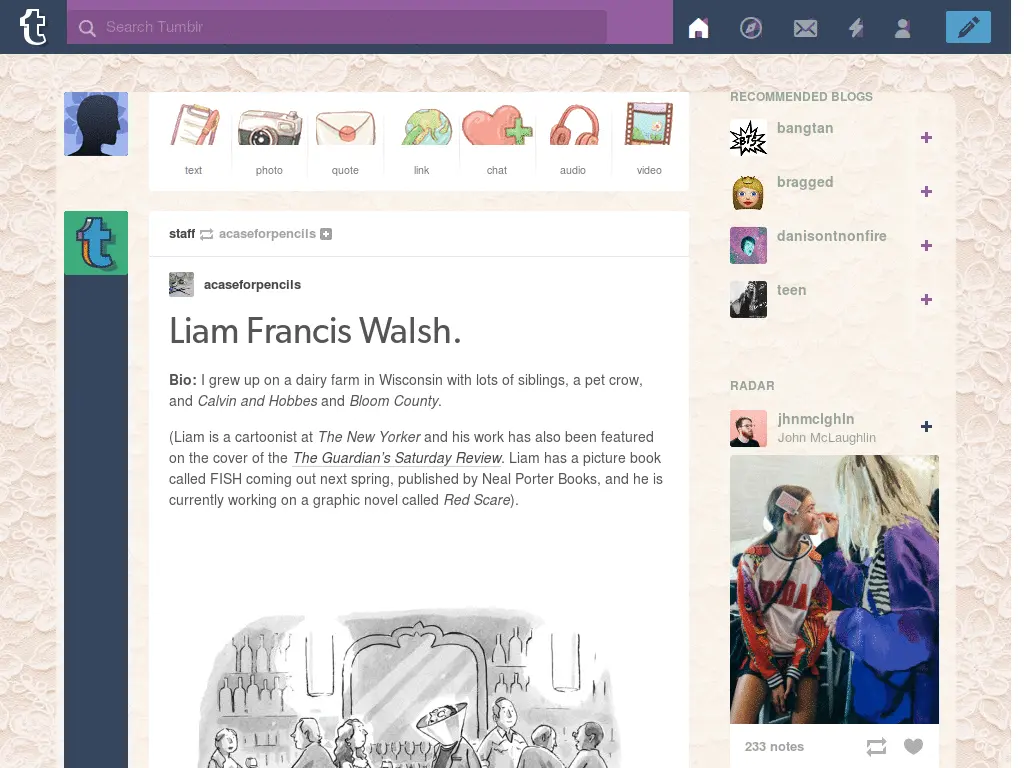 Search Tumblr
text
photo
quote
link
chat
audio
video
staff acaseforpencils
acaseforpencils
Liam Francis Walsh.
Bio: I grew up on a dairy farm in Wisconsin with lots of siblings, a pet crow,
and Calvin and Hobbes and Bloom County.
(Liam is a cartoonist at The New Yorker and his work has also been featured
on the cover of the The Guardian's Saturday Review. Liam has a picture book
called FISH coming out next spring, published by Neal Porter Books, and he is
currently working on a graphic novel called Red Scare).
RECOMMENDED BLOGS
bangtan
BTS
bragged
danisontnonfire
teen
RADAR
jhnmclghln
John McLaughlin
233 notes